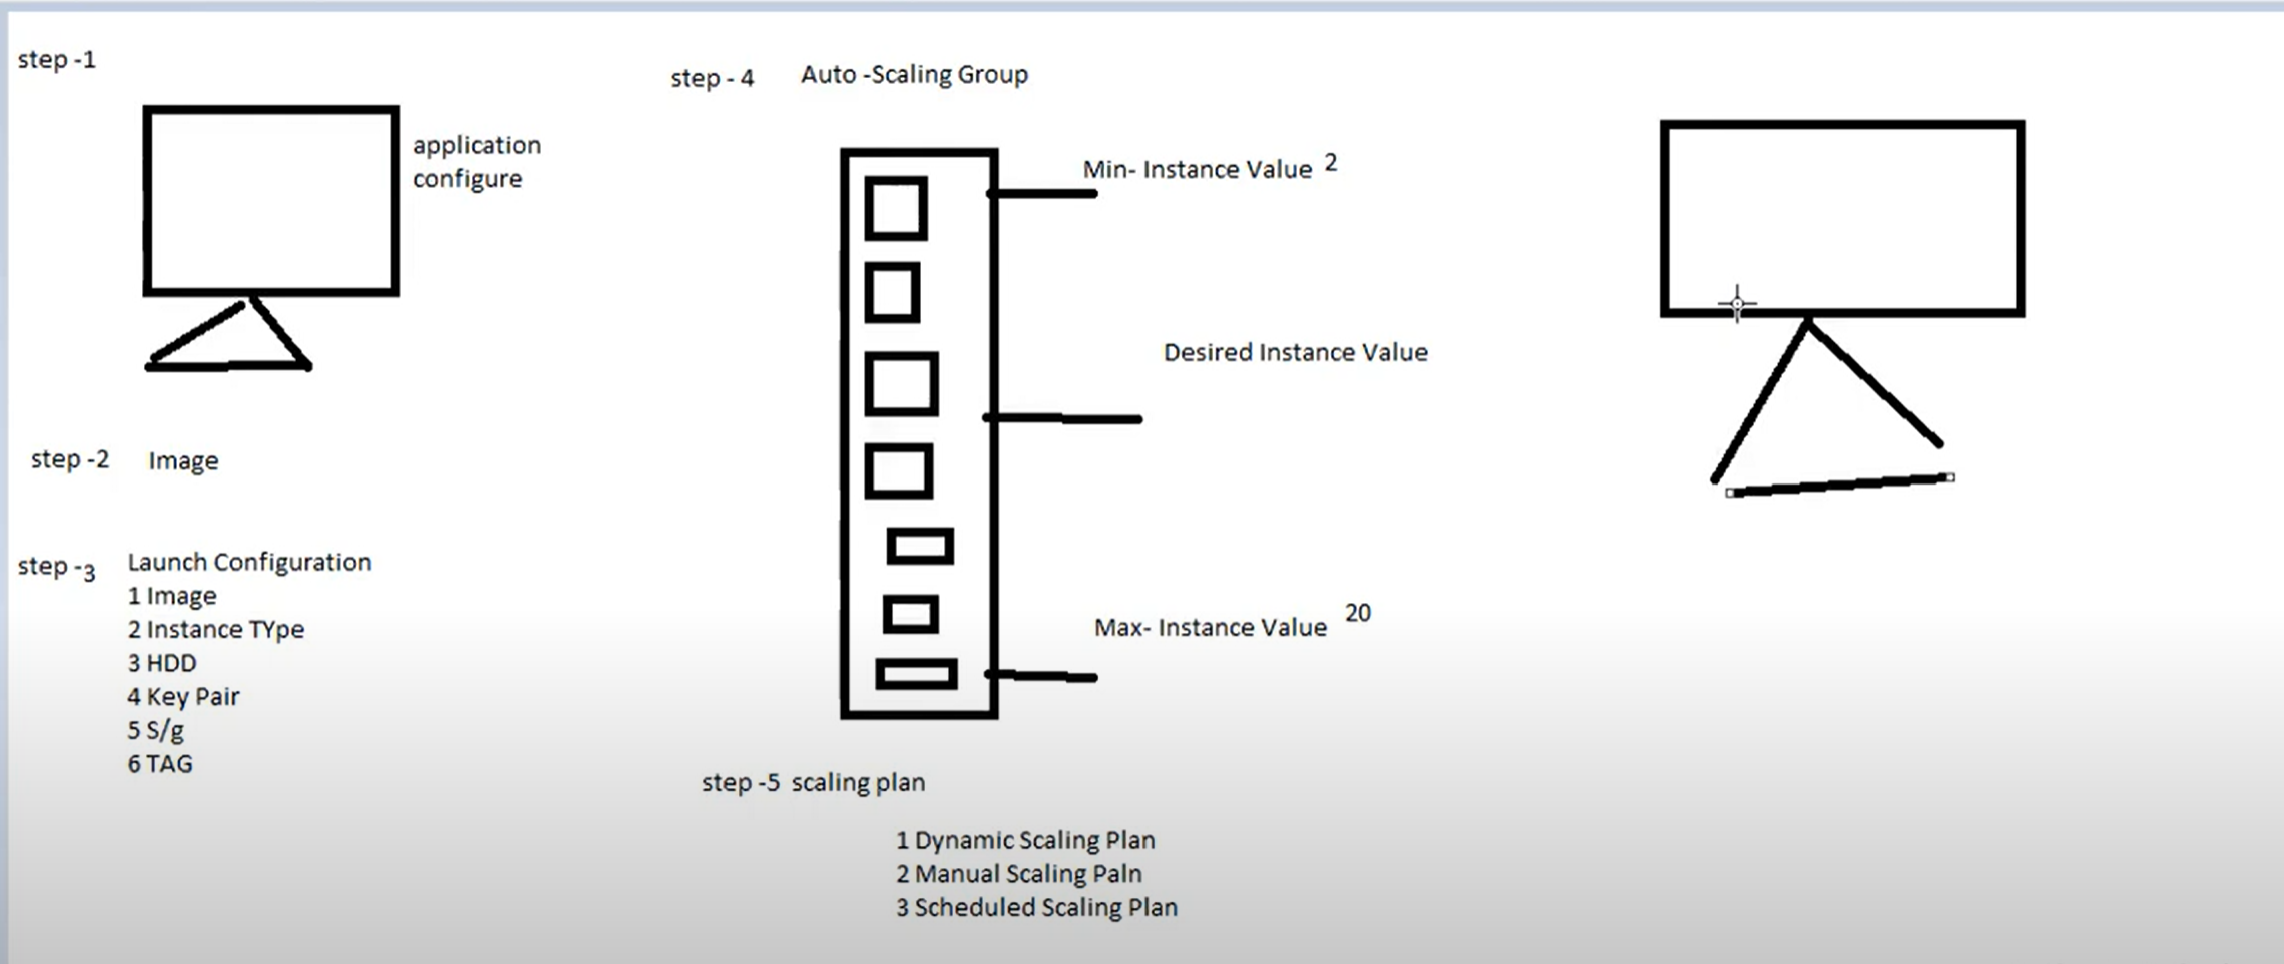 step -1
application
configure
step -2 Image
step -3 Launch Configuration
1 Image
2 Instance TYpe
3 HDD
4 Key Pair
5 S/g
6 TAG
step - 4 Auto -Scaling Group
Min- Instance Value 2
Desired Instance Value
Max- Instance Value 20
step -5 scaling plan
1 Dynamic Scaling Plan
2 Manual Scaling Paln
3 Scheduled Scaling Plan